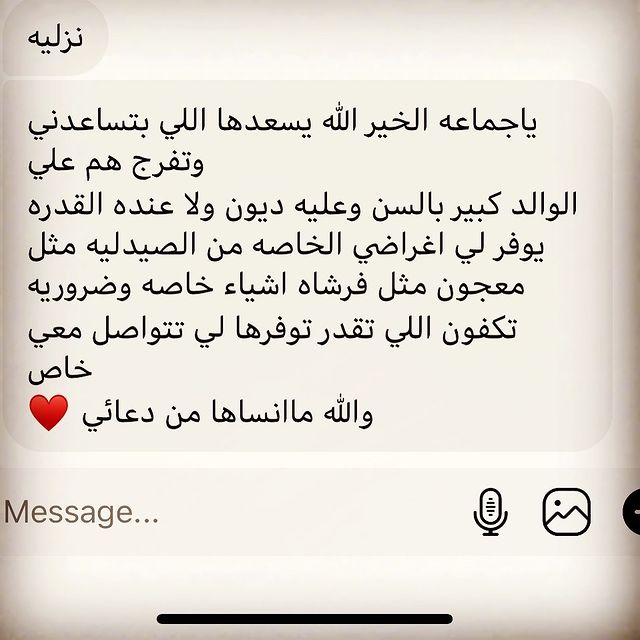 نزليه
ياجماعه الخير الله يسعدها اللي بتساعدني
وتفرج هم علي
الوالد كبير بالسن وعليه ديون ولا عنده القدره
يوفر لي اغراضي الخاصه من الصيدليه مثل
معجون مثل فرشاه اشياء خاصه وضروريه
تكفون اللي تقدر توفرها لي تتواصل معي
خاص
والله ماانساها من دعائي ❤️
Message...